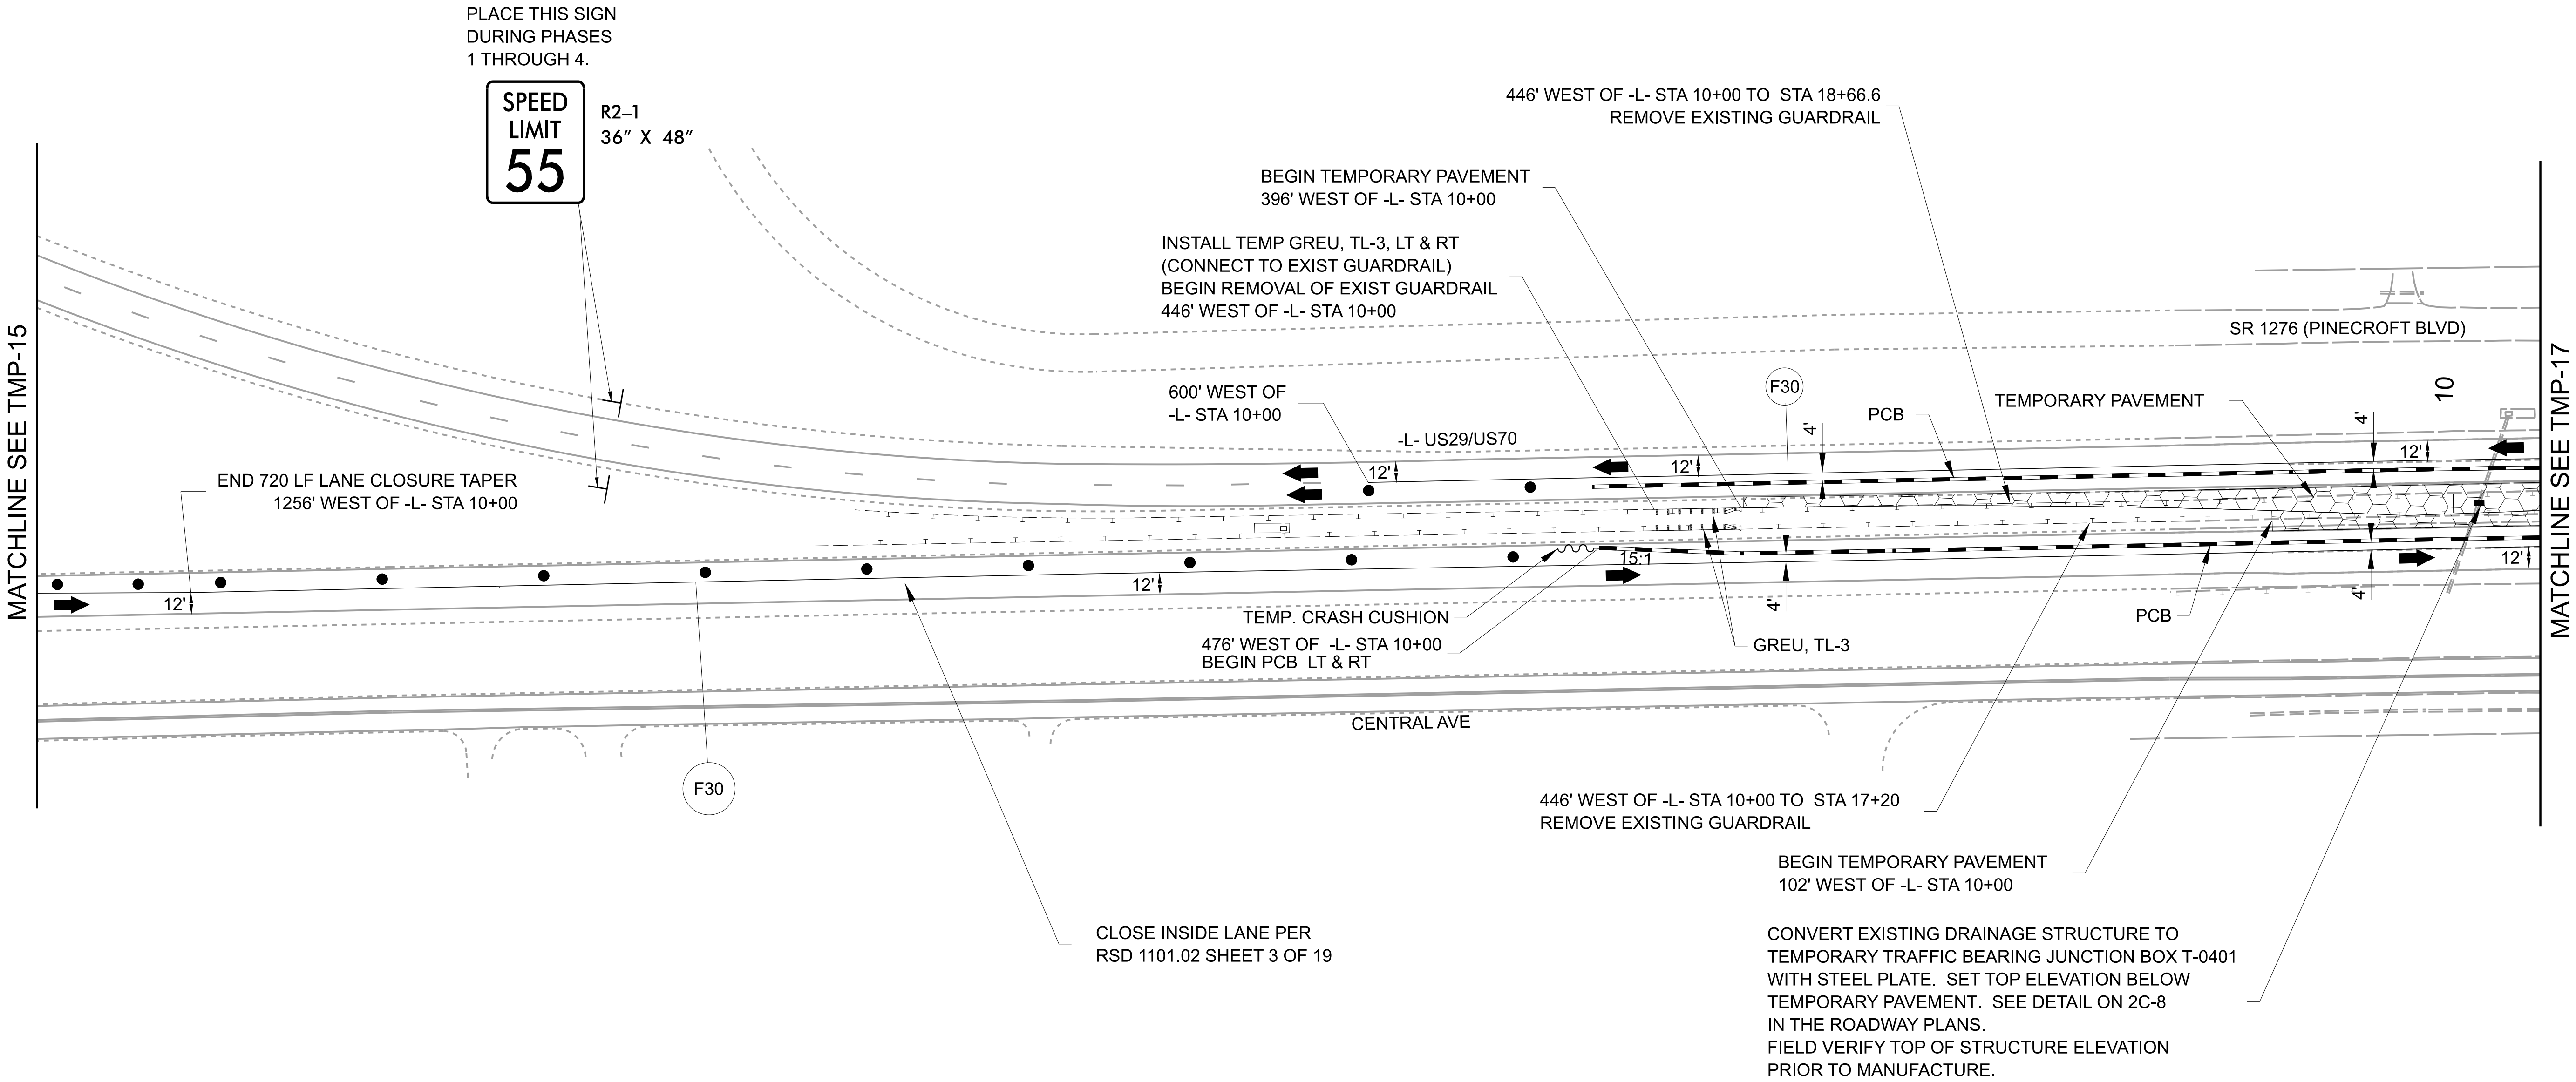 PLACE THIS SIGN
DURING PHASES
1 THROUGH 4.
SPEED
LIMIT
55
R2–1
36" X 48"
446' WEST OF -L- STA 10+00 TO STA 18+66.6
REMOVE EXISTING GUARDRAIL
BEGIN TEMPORARY PAVEMENT
396' WEST OF -L- STA 10+00
INSTALL TEMP GREU, TL-3, LT & RT
(CONNECT TO EXIST GUARDRAIL)
BEGIN REMOVAL OF EXIST GUARDRAIL
446' WEST OF -L- STA 10+00
MATCHLINE SEE TMP-15
MATCHLINE SEE TMP-17
SR 1276 (PINECROFT BLVD)
600' WEST OF
-L- STA 10+00
F30
PCB
TEMPORARY PAVEMENT
10
-L- US29/US70
4'
4'
12'
12'
12'
END 720 LF LANE CLOSURE TAPER
1256' WEST OF -L- STA 10+00
15:1
12'
12'
12'
4'
4'
TEMP. CRASH CUSHION
476' WEST OF -L- STA 10+00
BEGIN PCB LT & RT
GREU, TL-3
PCB
CENTRAL AVE
F30
446' WEST OF -L- STA 10+00 TO STA 17+20
REMOVE EXISTING GUARDRAIL
BEGIN TEMPORARY PAVEMENT
102' WEST OF -L- STA 10+00
CLOSE INSIDE LANE PER
RSD 1101.02 SHEET 3 OF 19
CONVERT EXISTING DRAINAGE STRUCTURE TO
TEMPORARY TRAFFIC BEARING JUNCTION BOX T-0401
WITH STEEL PLATE. SET TOP ELEVATION BELOW
TEMPORARY PAVEMENT. SEE DETAIL ON 2C-8
IN THE ROADWAY PLANS.
FIELD VERIFY TOP OF STRUCTURE ELEVATION
PRIOR TO MANUFACTURE.